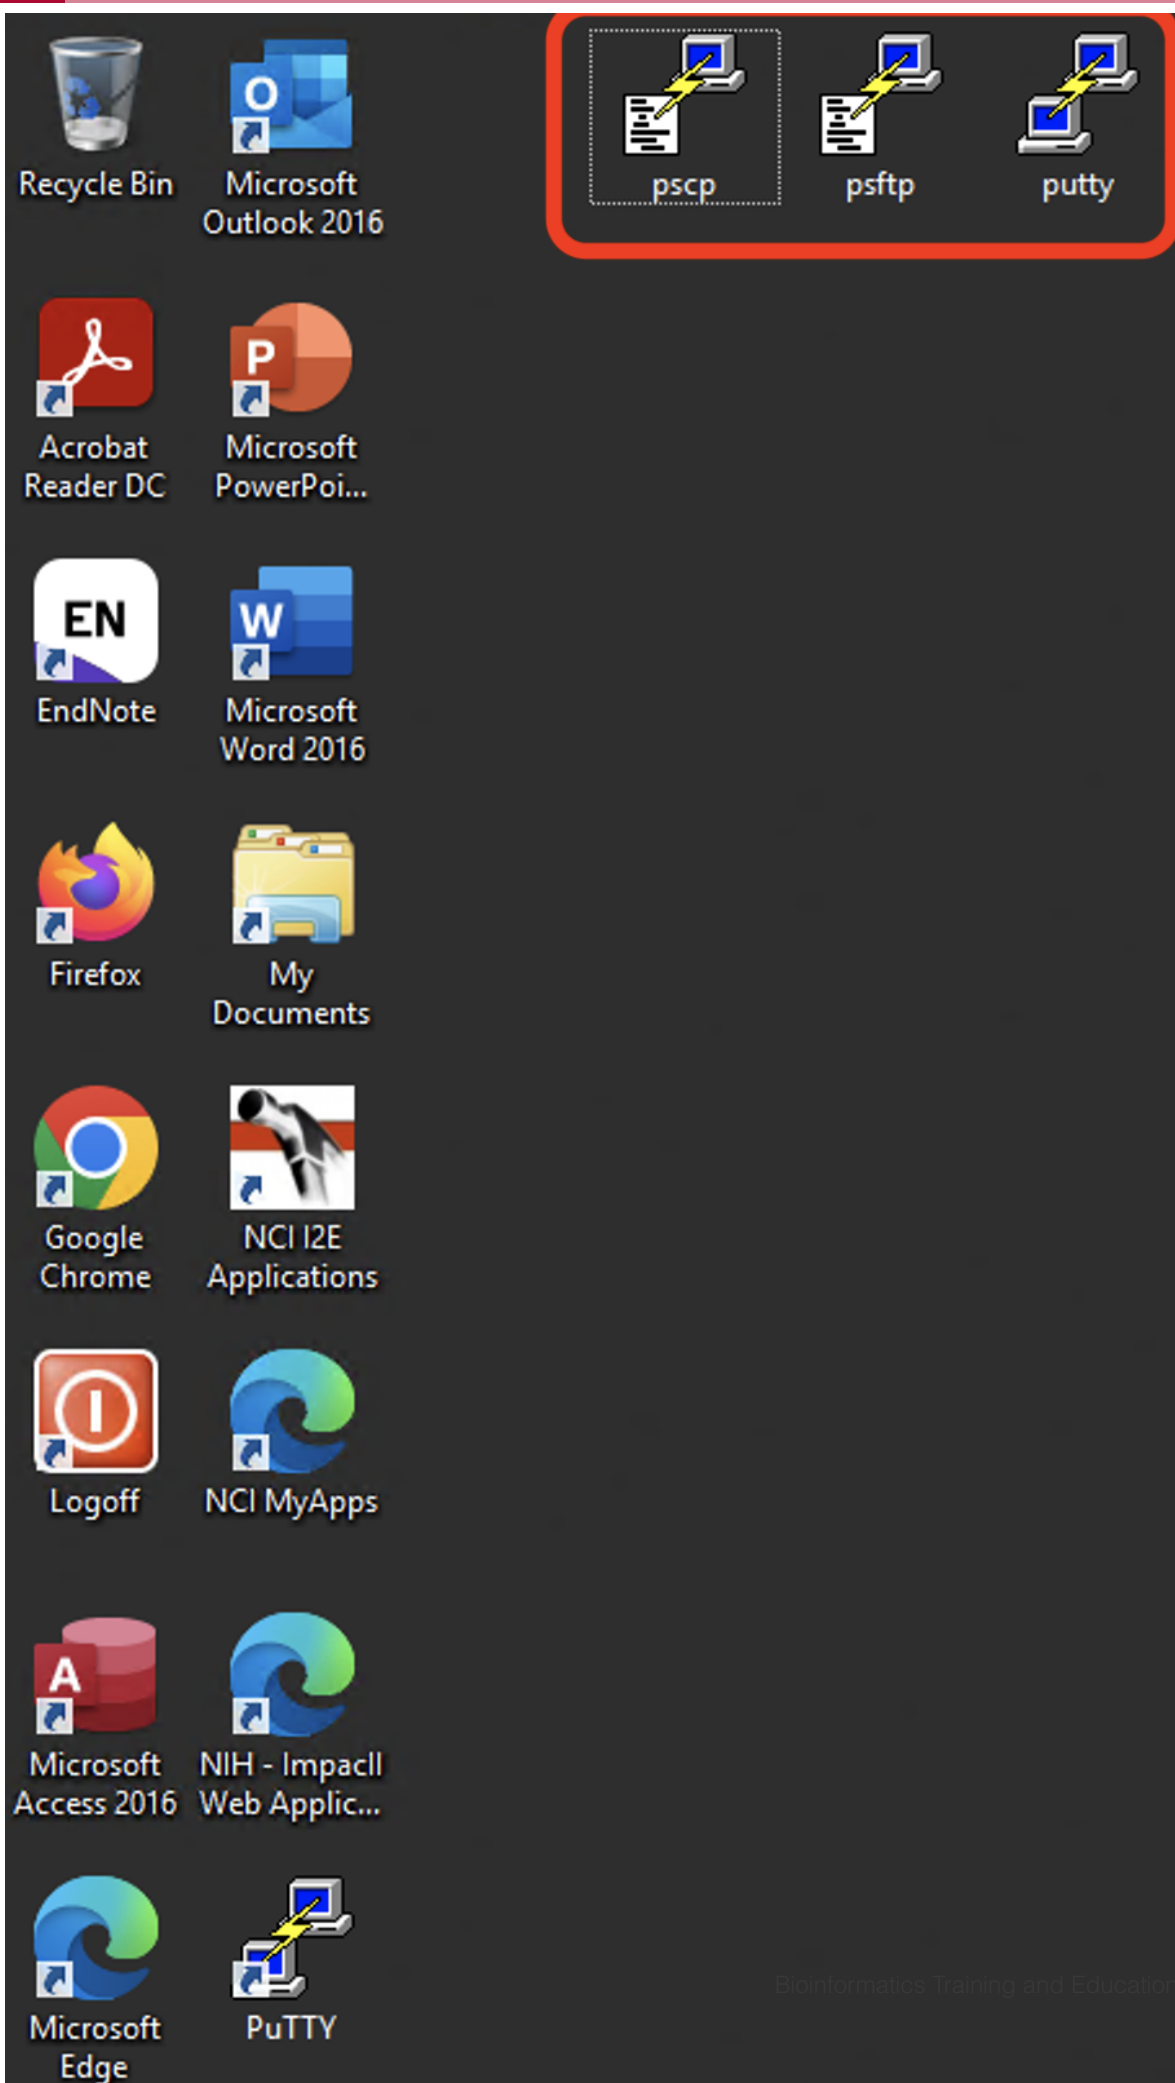 Recycle Bin
Microsoft
Outlook 2016
pscp
psftp
putty
Acrobat
Reader DC
Microsoft
PowerPoi...
EN
EndNote
Microsoft
Word 2016
Firefox
My
Documents
Google
Chrome
NCI I2E
Applications
Logoff
NCI MyApps
Microsoft
Access 2016
NIH - ImpacII
Web Applic...
Microsoft
Edge
PuTTY
Bioinformatics Training and Education